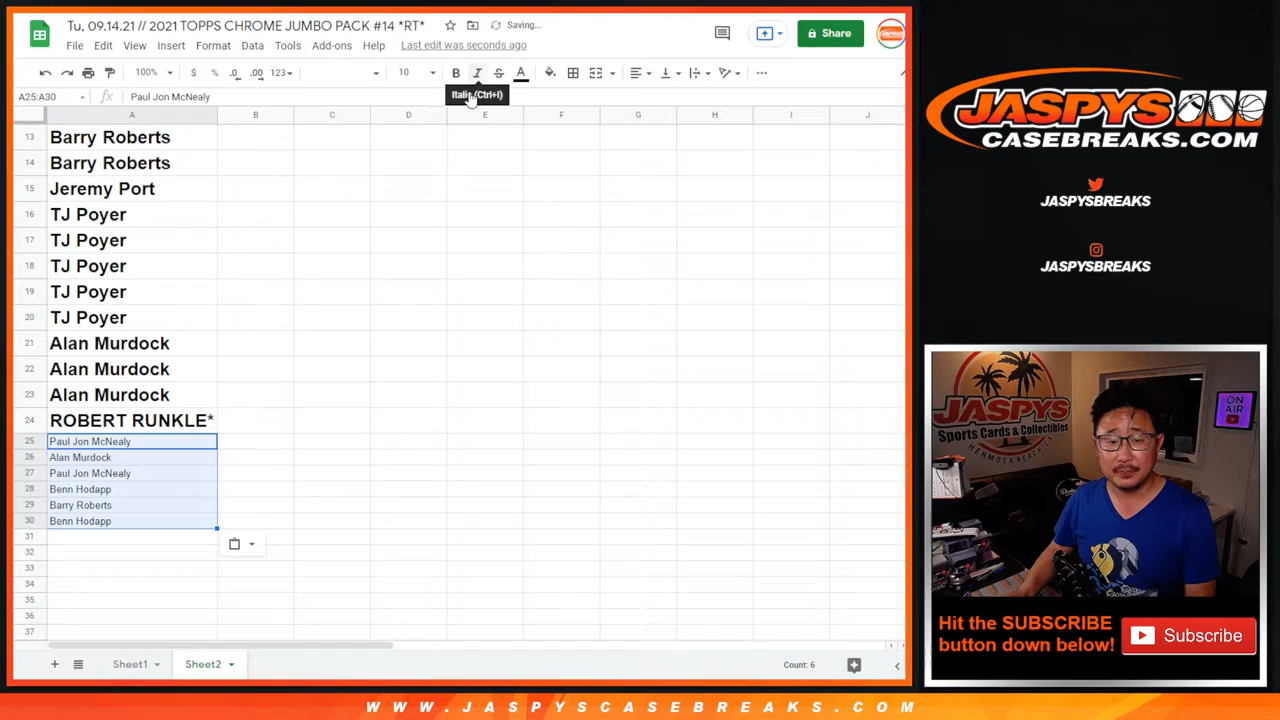 Tu, 09.14.21 // 2021 TOPPS CHROME JUMBO PACK #14 *RT*
Saving...
File Edit View Insert Format Data Tools Add-ons Help Last edit was seconds ago
Share
100% $ % .0 .00 123 10 B I S A
Italic (Ctrl+I)
A25:A30 fx Paul Jon McNealy
A B C D E F G H I J
13 Barry Roberts
14 Barry Roberts
15 Jeremy Port
16 TJ Poyer
17 TJ Poyer
18 TJ Poyer
19 TJ Poyer
20 TJ Poyer
21 Alan Murdock
22 Alan Murdock
23 Alan Murdock
24 ROBERT RUNKLE*
25 Paul Jon McNealy
26 Alan Murdock
27 Paul Jon McNealy
28 Benn Hodapp
29 Barry Roberts
30 Benn Hodapp
31
32
33
34
35
36
37
Sheet1 Sheet2 Count: 6
JASPYS
CASEBREAKS.COM
JASPYSBREAKS
JASPYSBREAKS
JASPYS
Sports Cards & Collectibles
HERMOSA BEACH, CA
ON AIR
Hit the SUBSCRIBE
button down below!
Subscribe
WWW.JASPYSCASEBREAKS.COM